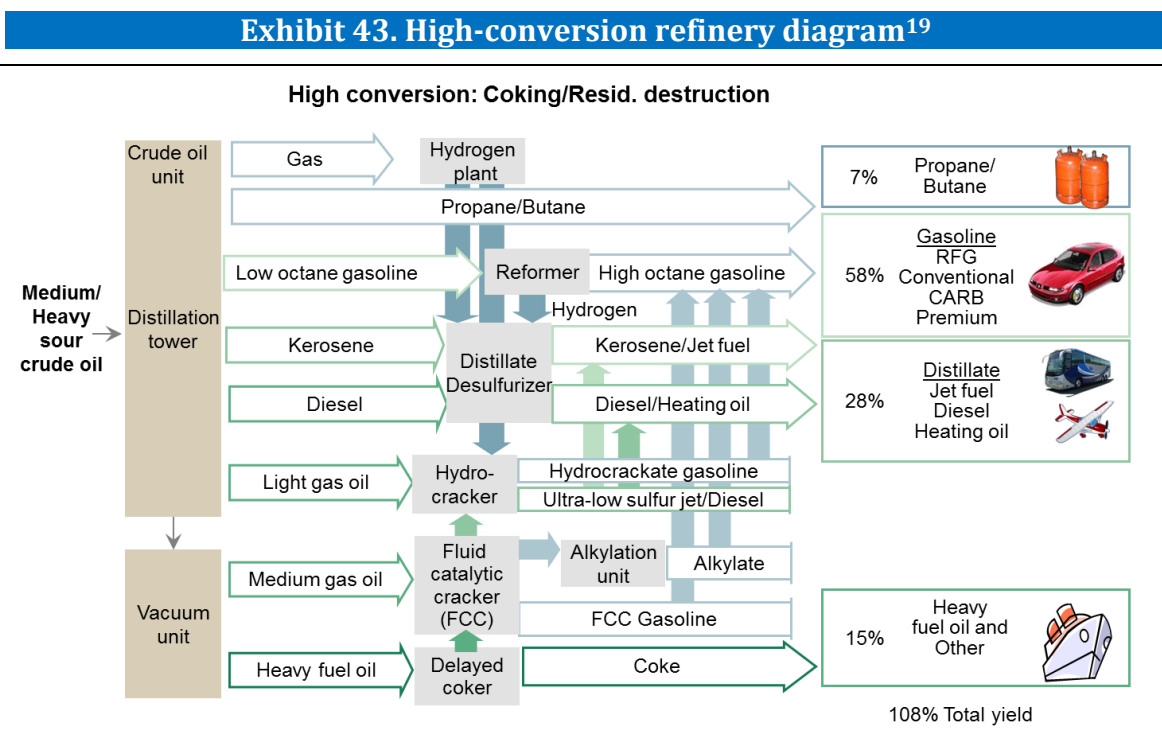 Exhibit 43. High-conversion refinery diagram19
High conversion: Coking/Resid. destruction
Medium/
Heavy
sour
crude oil
Crude oil
unit
Distillation
tower
Vacuum
unit
Gas
Hydrogen
plant
Propane/Butane
Low octane gasoline
Reformer
High octane gasoline
Hydrogen
Kerosene
Distillate
Desulfurizer
Kerosene/Jet fuel
Diesel
Diesel/Heating oil
Light gas oil
Hydro-
cracker
Hydrocrackate gasoline
Ultra-low sulfur jet/Diesel
Medium gas oil
Fluid
catalytic
cracker
(FCC)
Alkylation
unit
Alkylate
FCC Gasoline
Heavy fuel oil
Delayed
coker
Coke
7%
Propane/
Butane
58%
Gasoline
RFG
Conventional
CARB
Premium
28%
Distillate
Jet fuel
Diesel
Heating oil
15%
Heavy
fuel oil and
Other
108% Total yield